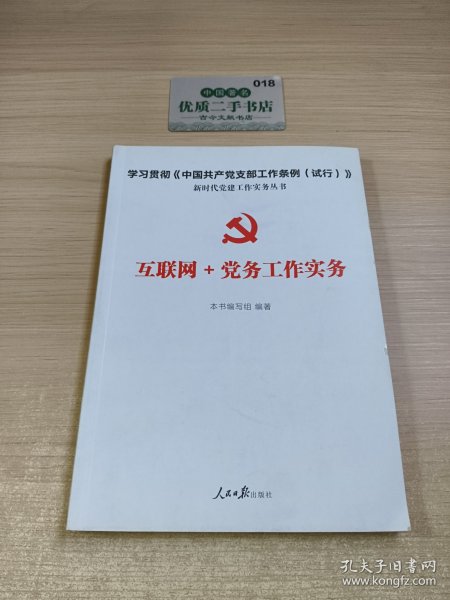 018
中国著名
优质二手书店
古今文献书店
学习贯彻《中国共产党支部工作条例（试行）》
新时代党建工作实务丛书
互联网 + 党务工作实务
本书编写组 编著
人民日报出版社
孔夫子旧书网
www.kongfz.com